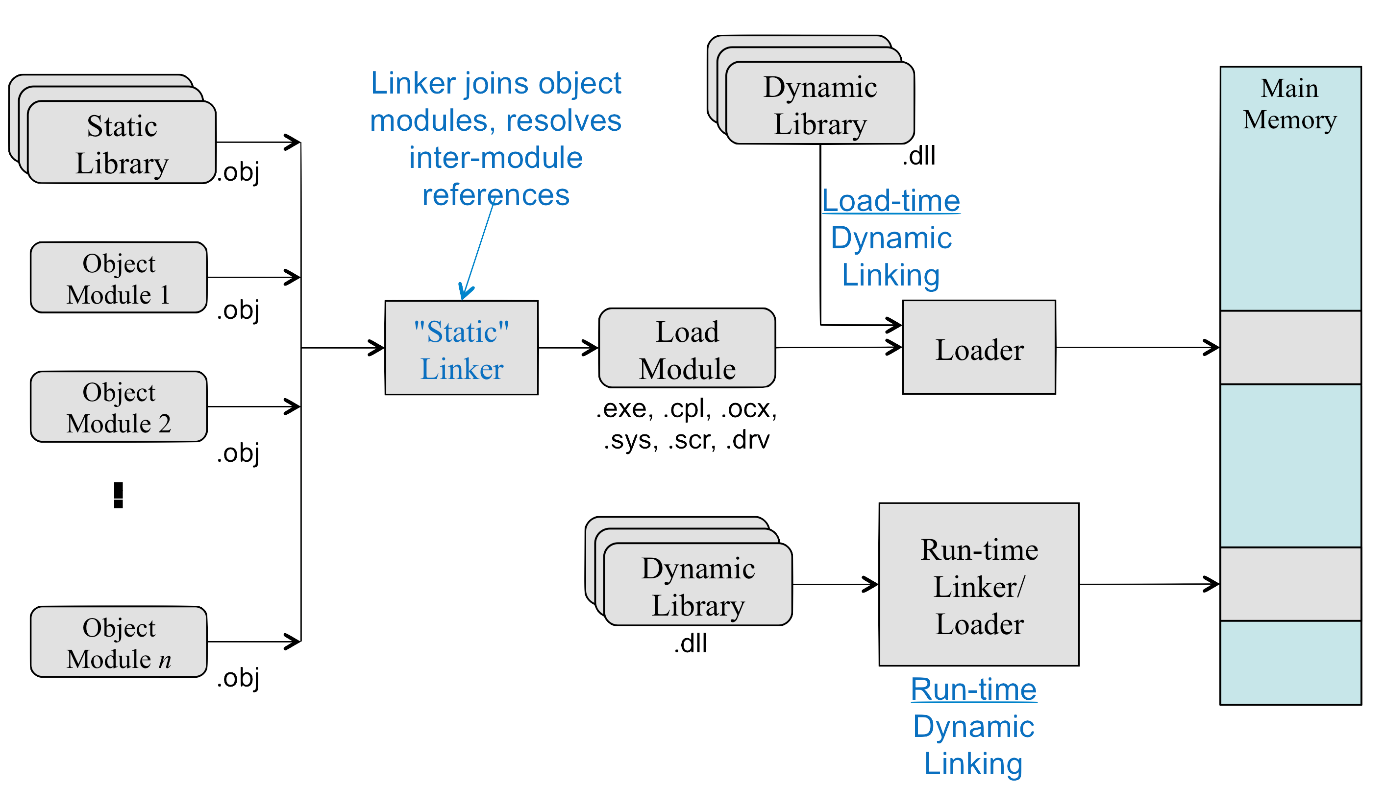 Static
Library
.obj
Object
Module 1
.obj
Object
Module 2
.obj
Object
Module n
.obj
Linker joins object
modules, resolves
inter-module
references
"Static"
Linker
Load
Module
.exe, .cpl, .ocx,
.sys, .scr, .drv
Dynamic
Library
.dll
Load-time
Dynamic
Linking
Loader
Dynamic
Library
.dll
Run-time
Linker/
Loader
Run-time
Dynamic
Linking
Main
Memory